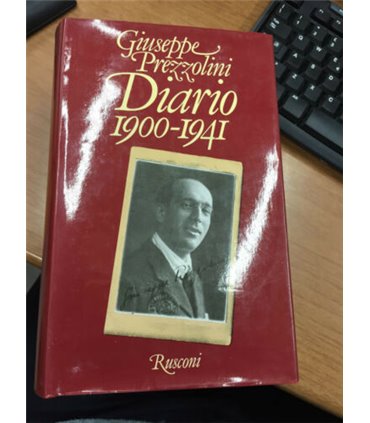 Giuseppe
Prezzolini
Diario
1900-1941
Rusconi